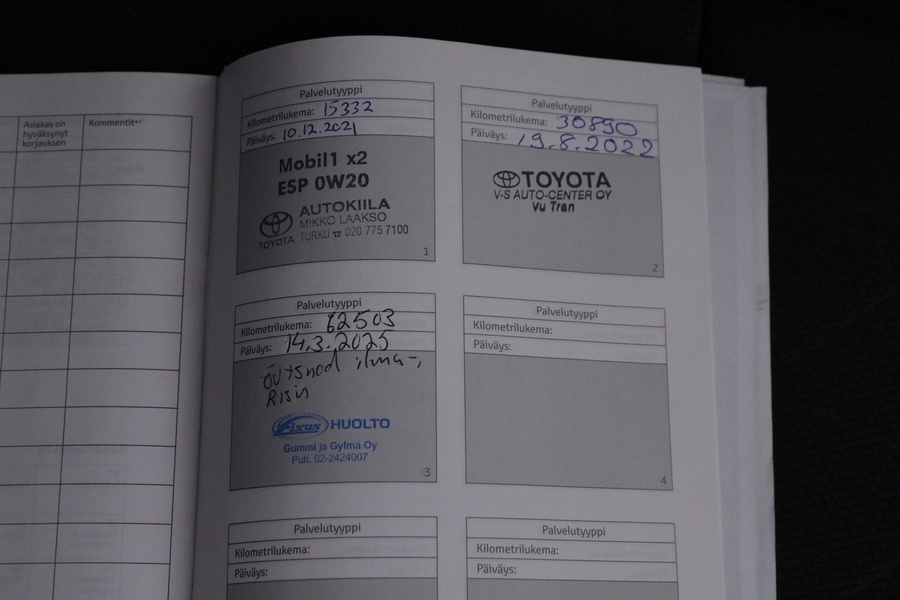 Asiakas on
hyväksynyt
korjauksen
Kommentit
Palvelutyyppi
Kilometrilukema: 15332
Päiväys: 10.12.2021
Mobil1 x2
ESP 0W20
TOYOTA
AUTOKIILA
MIKKO LAAKSO
TURKU ☎ 020 775 7100
1
Palvelutyyppi
Kilometrilukema: 30890
Päiväys: 19.8.2022
TOYOTA
V-S AUTO-CENTER OY
Vu Tran
2
Palvelutyyppi
Kilometrilukema: 62503
Päiväys: 14.3.2025
ilma-,
Fixus HUOLTO
Gummi ja Gylmä Oy
Puh. 02-2424007
3
Palvelutyyppi
Kilometrilukema:
Päiväys:
4
Palvelutyyppi
Kilometrilukema:
Päiväys:
Palvelutyyppi
Kilometrilukema:
Päiväys: